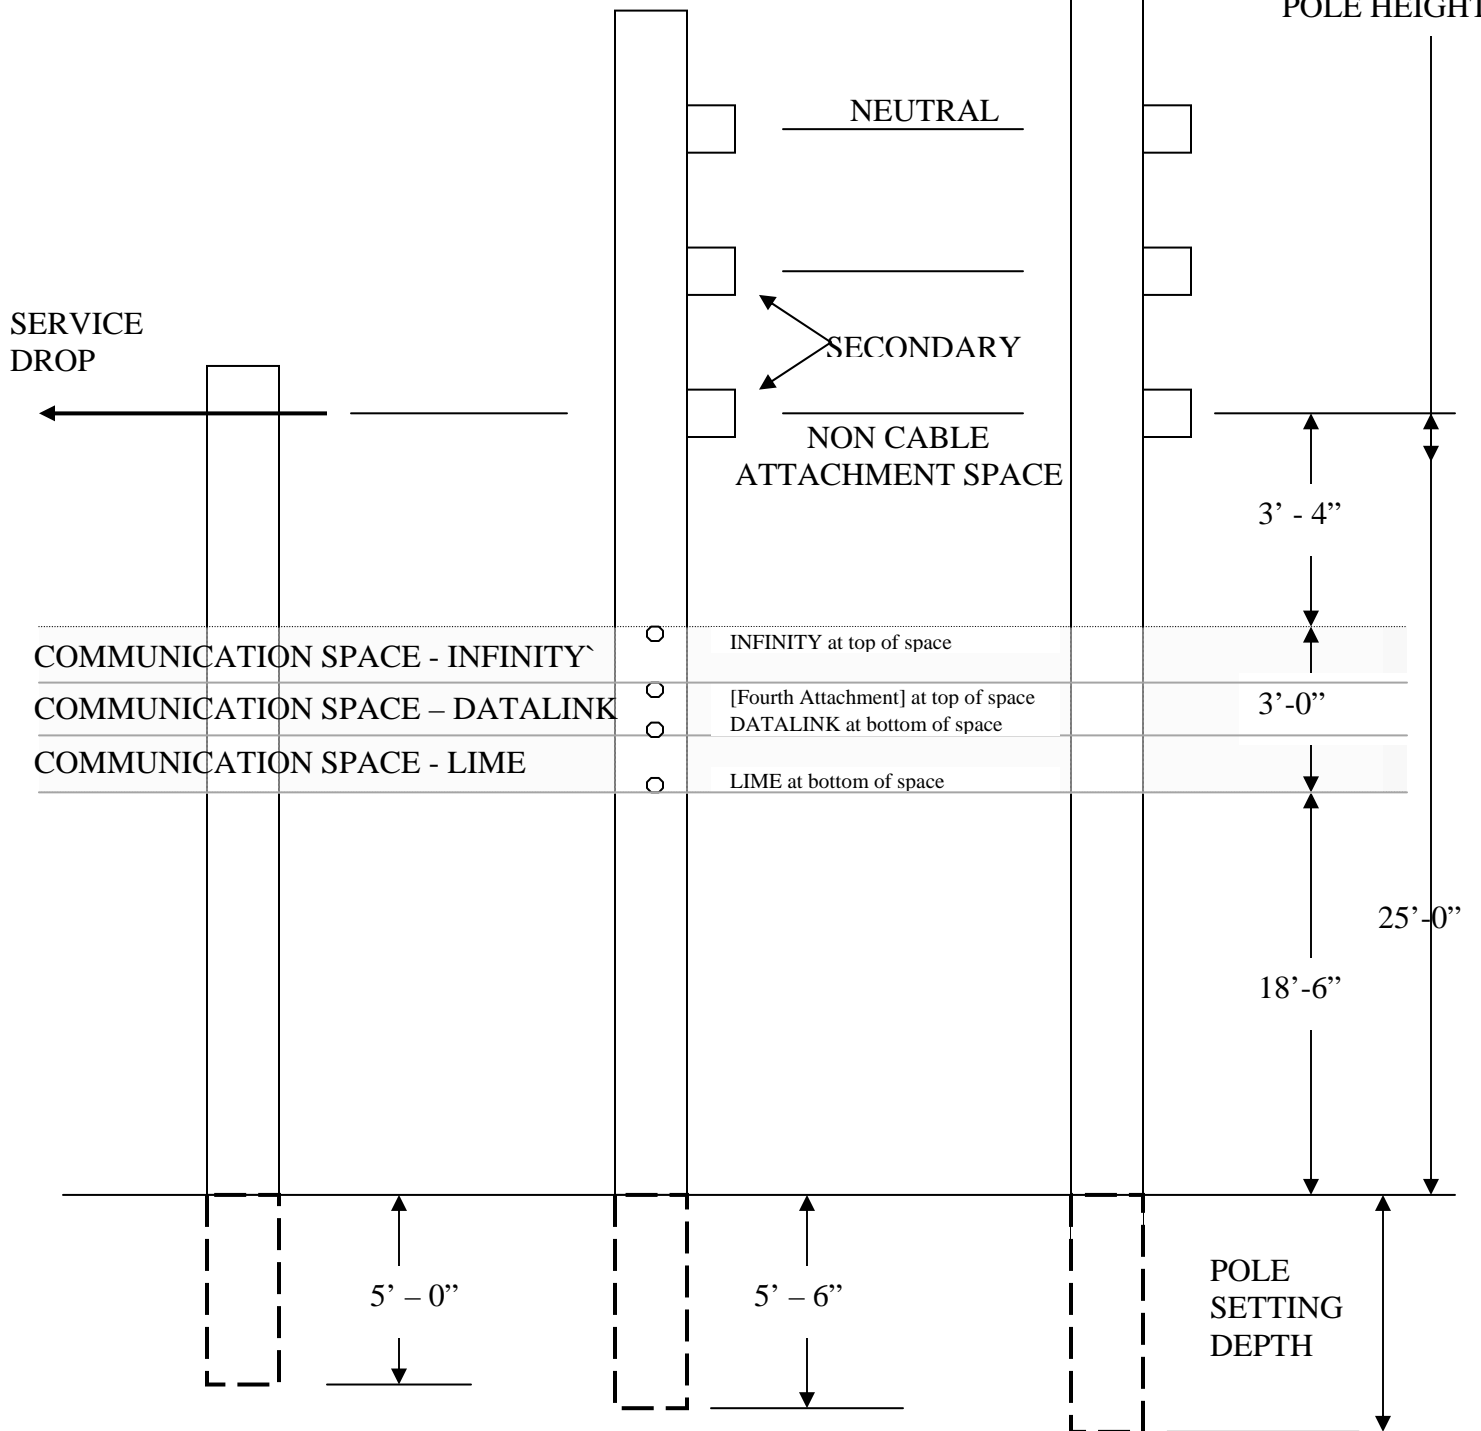 POLE HEIGHT
NEUTRAL
SERVICE
DROP
SECONDARY
NON CABLE
ATTACHMENT SPACE
3’ - 4”
INFINITY at top of space
COMMUNICATION SPACE - INFINITY`
[Fourth Attachment] at top of space
3’-0”
COMMUNICATION SPACE – DATALINK
DATALINK at bottom of space
COMMUNICATION SPACE - LIME
LIME at bottom of space
25’-0”
18’-6”
5’ – 0”
5’ – 6”
POLE
SETTING
DEPTH